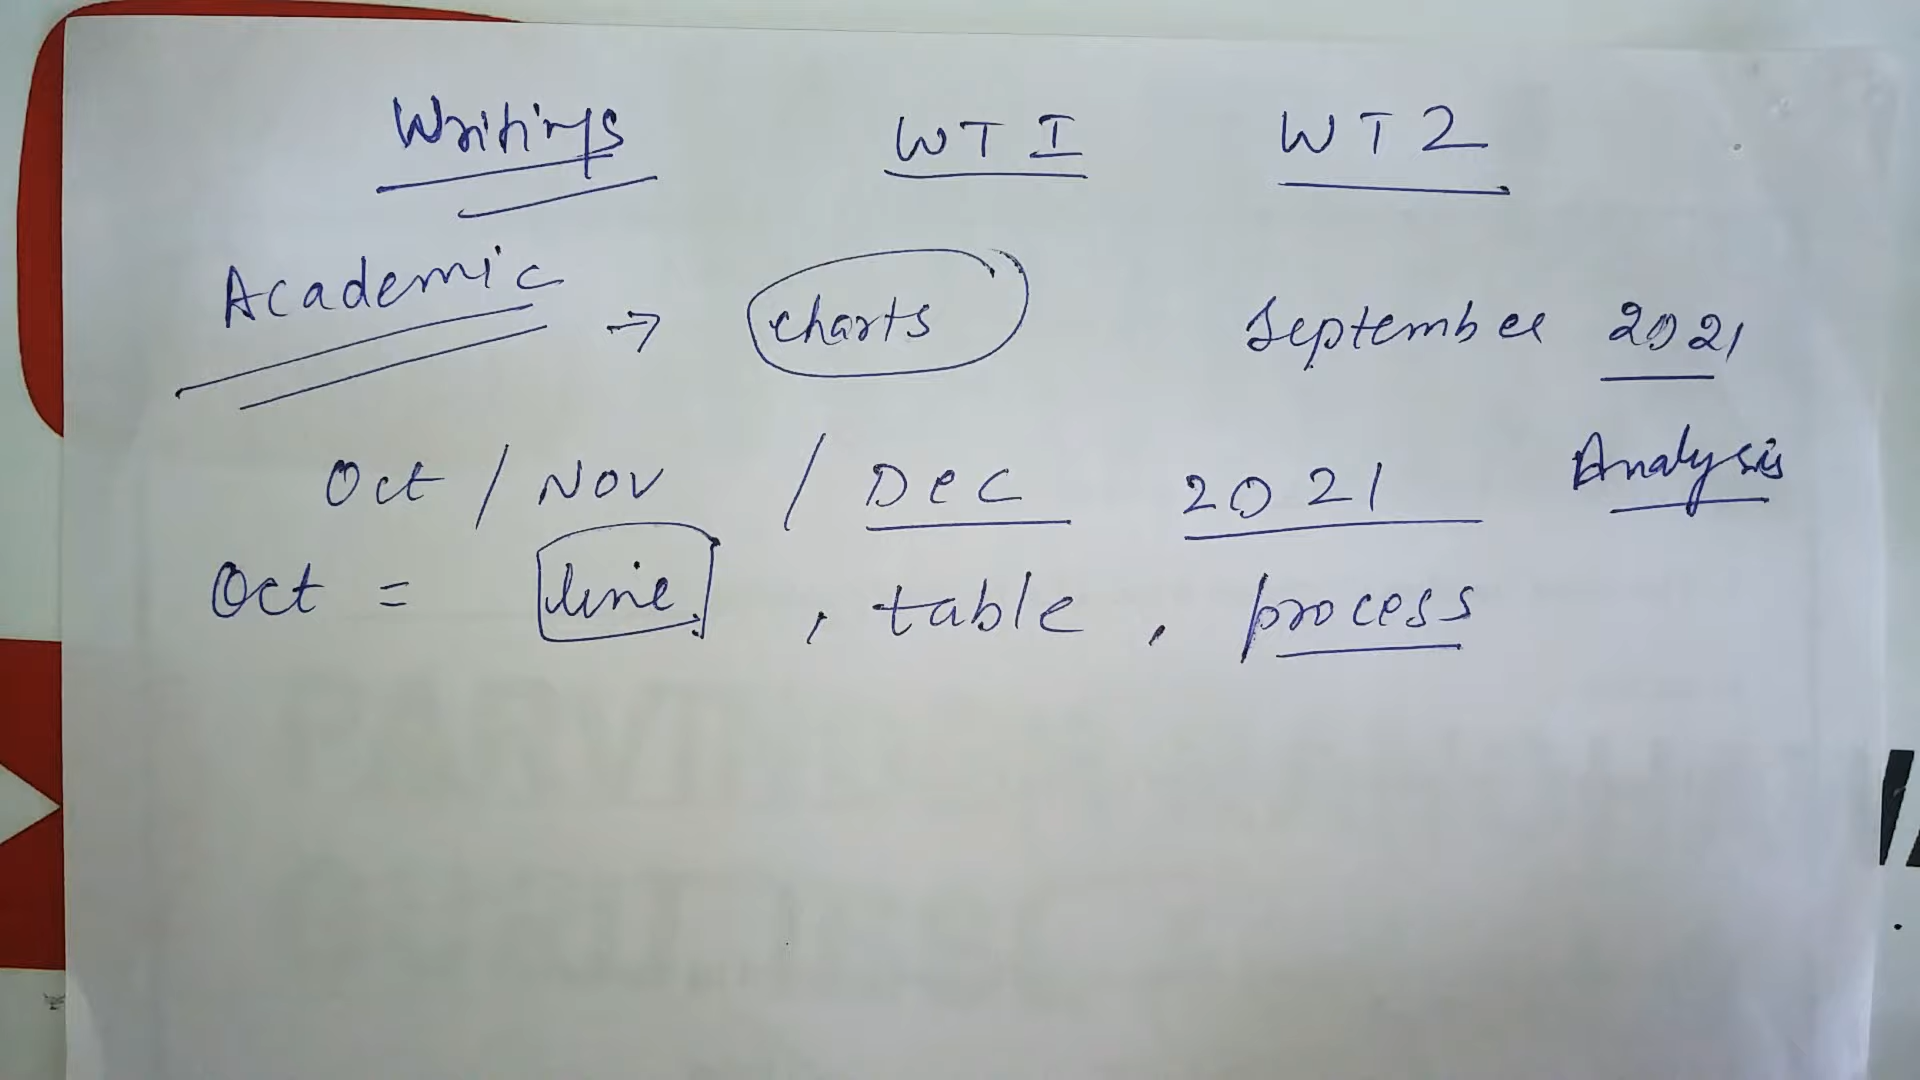 Writings WT I WT 2
Academic → charts September 2021
Oct / Nov / Dec 2021 Analysis
Oct = line , table , process